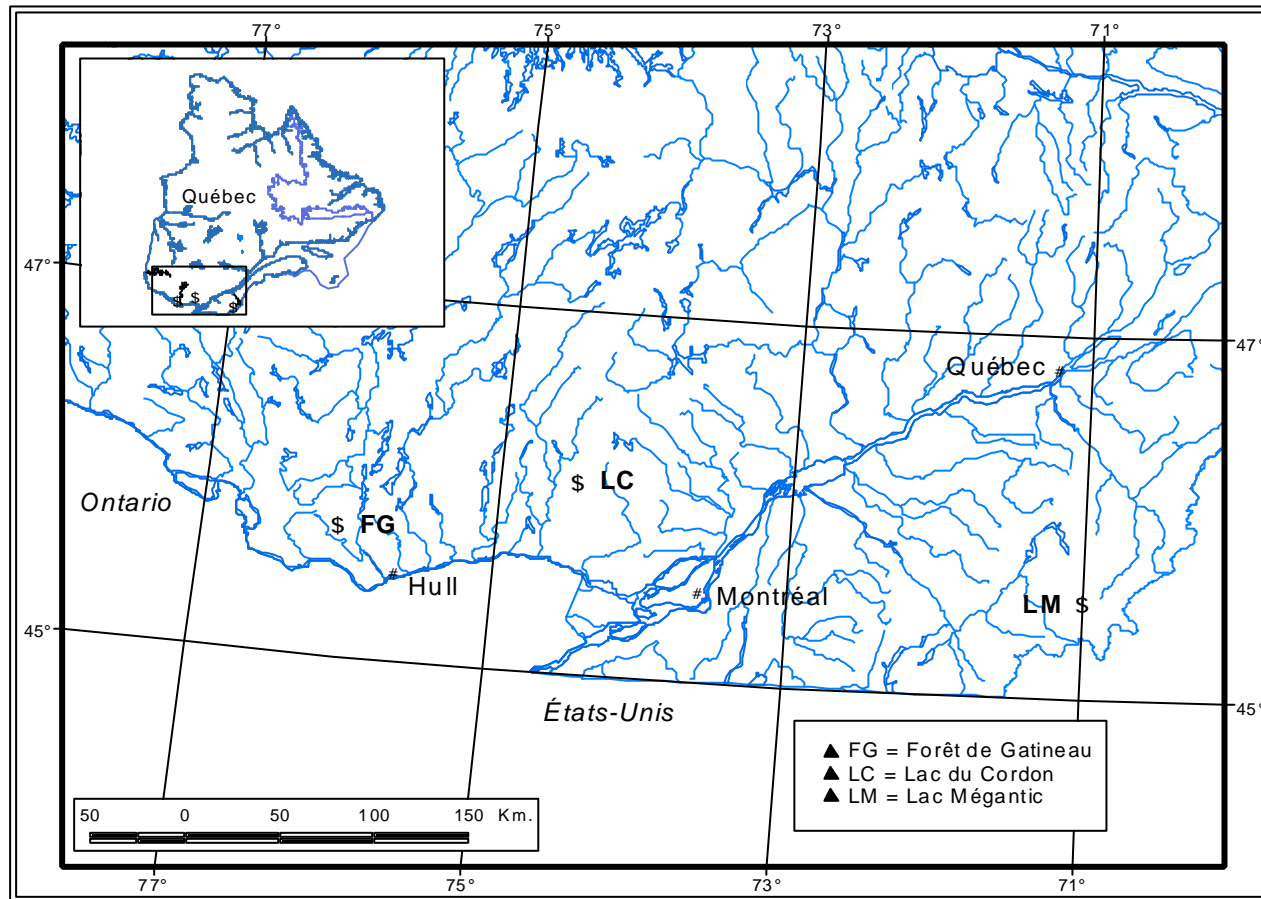 77° 75° 73° 71°
Québec
$ $ $
47°
47°
Québec #
$ LC
Ontario
$ FG
# Hull
# Montréal
LM $
45°
États-Unis
45°
▲ FG = Forêt de Gatineau
▲ LC = Lac du Cordon
▲ LM = Lac Mégantic
50 0 50 100 150 Km.
77° 75° 73° 71°